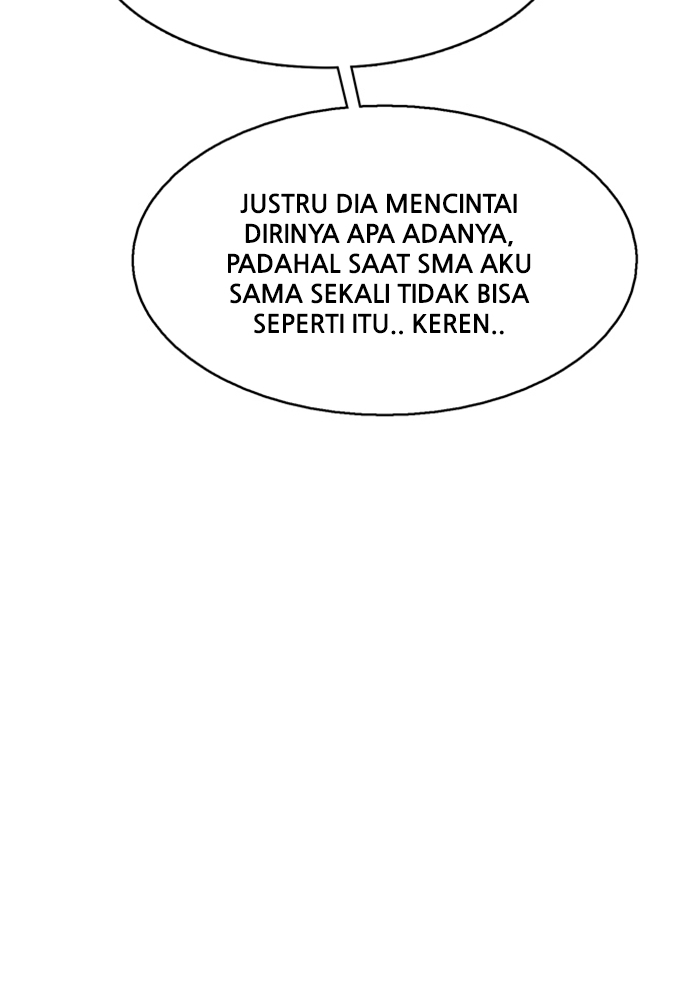 JUSTRU DIA MENCINTAI
DIRINYA APA ADANYA,
PADAHAL SAAT SMA AKU
SAMA SEKALI TIDAK BISA
SEPERTI ITU.. KEREN..